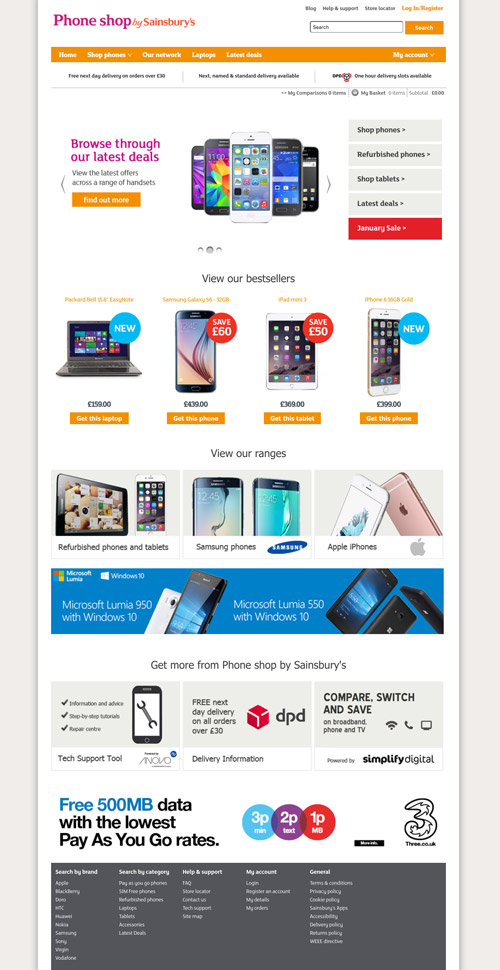 Blog Help & support Store locator Log In/Register
Phone shop by Sainsbury's
Search Search
Home Shop phones Our network Laptops Latest deals My account
Free next day delivery on orders over £30 Next, named & standard delivery available DPD One hour delivery slots available
My Comparisons 0 items My Basket 0 items Subtotal £0.00
Browse through
our latest deals
View the latest offers
across a range of handsets
find out more
Shop phones >
Refurbished phones >
Shop tablets >
Latest deals >
January Sale >
View our bestsellers
Packard Bell 15.6" EasyNote Samsung Galaxy S6 - 32GB iPad mini 3 iPhone 6 16GB Gold
NEW SAVE £60 SAVE £50 NEW
£159.00 £439.00 £369.00 £399.00
Get this laptop Get this phone Get this tablet Get this phone
View our ranges
Refurbished phones and tablets Samsung phones SAMSUNG Apple iPhones
Microsoft
Lumia Windows 10
Microsoft Lumia 950
with Windows 10
Microsoft Lumia 550
with Windows 10
Get more from Phone shop by Sainsbury's
Information and advice
Step-by-step tutorials
Repair centre
Tech Support Tool Powered by ANOVO
FREE next
day delivery
on all orders
over £30
dpd
Delivery Information
COMPARE, SWITCH
AND SAVE
on broadband,
phone and TV
Powered by simplifydigital
Free 500MB data
with the lowest
Pay As You Go rates.
3p min 2p text 1p MB
More info.
Three.co.uk
Search by brand
Apple
BlackBerry
Doro
HTC
Huawei
Nokia
Samsung
Sony
Virgin
Vodafone
Search by category
Pay as you go phones
SIM Free phones
Refurbished phones
Laptops
Tablets
Accessories
Latest Deals
Help & support
FAQ
Store locator
Contact us
Tech support
Site map
My account
Login
Register an account
My details
My orders
General
Terms & conditions
Privacy policy
Cookie policy
Sainsbury's Apps
Accessibility
Delivery policy
Returns policy
WEEE directive